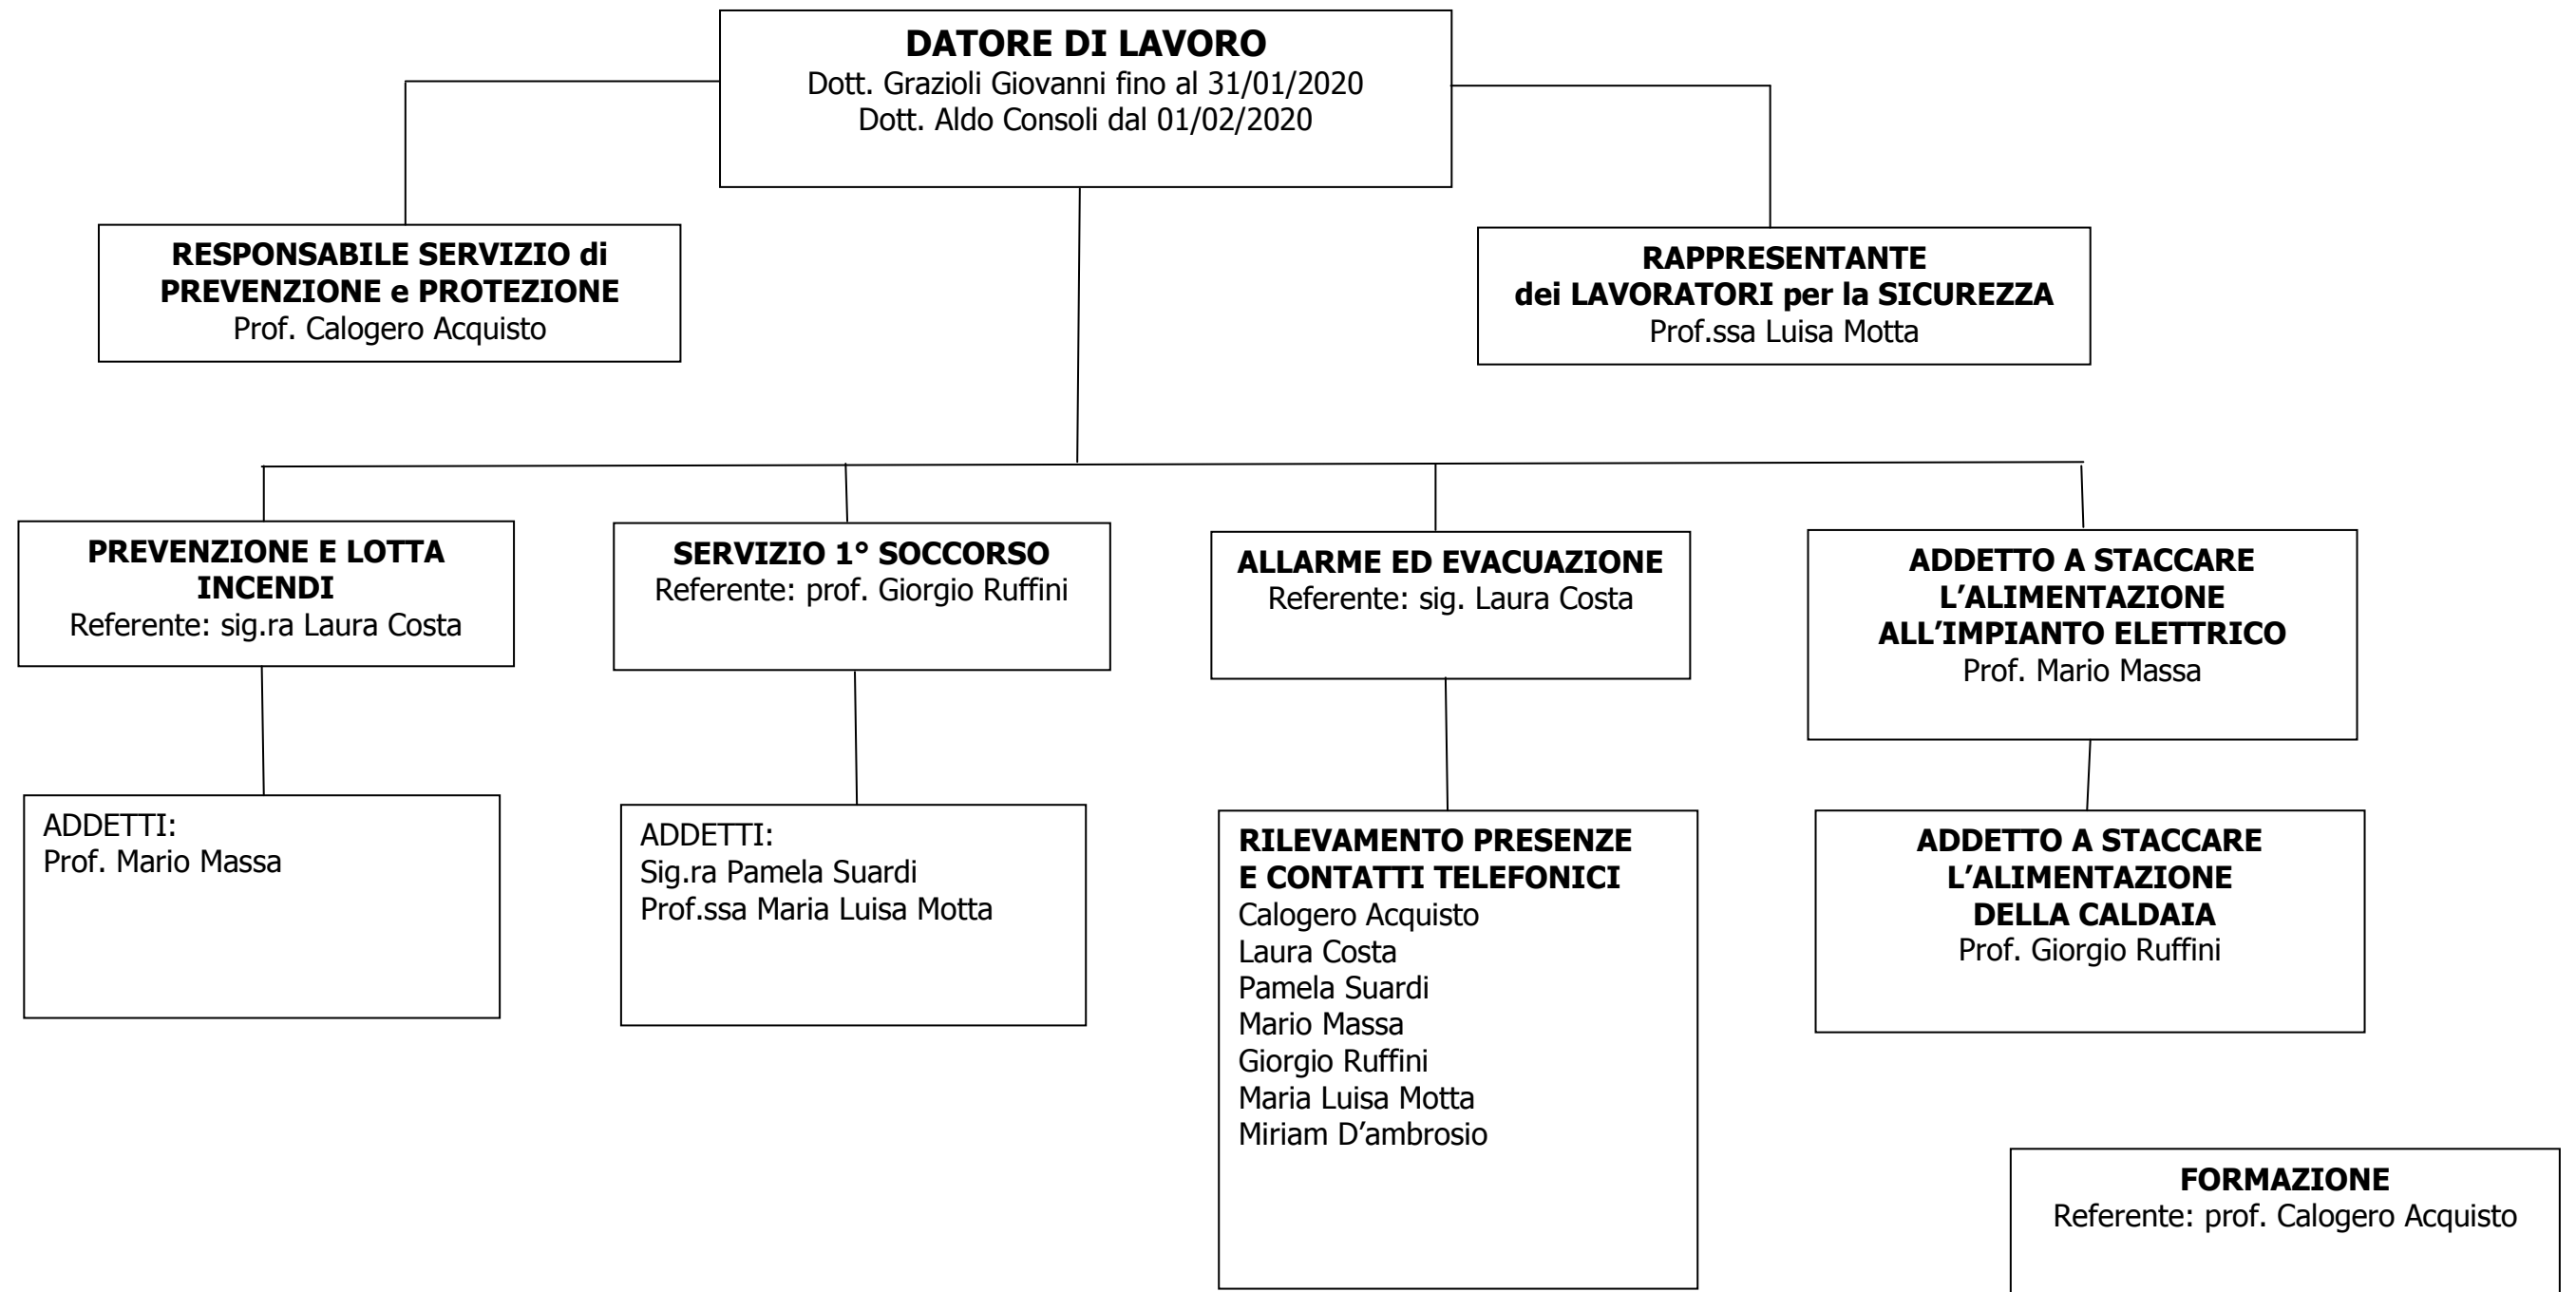 DATORE DI LAVORO
Dott. Grazioli Giovanni fino al 31/01/2020
Dott. Aldo Consoli dal 01/02/2020
RESPONSABILE SERVIZIO di
PREVENZIONE e PROTEZIONE
Prof. Calogero Acquisto
RAPPRESENTANTE
dei LAVORATORI per la SICUREZZA
Prof.ssa Luisa Motta
PREVENZIONE E LOTTA
INCENDI
Referente: sig.ra Laura Costa
SERVIZIO 1° SOCCORSO
Referente: prof. Giorgio Ruffini
ALLARME ED EVACUAZIONE
Referente: sig. Laura Costa
ADDETTO A STACCARE
L’ALIMENTAZIONE
ALL’IMPIANTO ELETTRICO
Prof. Mario Massa
ADDETTI:
Prof. Mario Massa
ADDETTI:
Sig.ra Pamela Suardi
Prof.ssa Maria Luisa Motta
RILEVAMENTO PRESENZE
E CONTATTI TELEFONICI
Calogero Acquisto
Laura Costa
Pamela Suardi
Mario Massa
Giorgio Ruffini
Maria Luisa Motta
Miriam D’ambrosio
ADDETTO A STACCARE
L’ALIMENTAZIONE
DELLA CALDAIA
Prof. Giorgio Ruffini
FORMAZIONE
Referente: prof. Calogero Acquisto